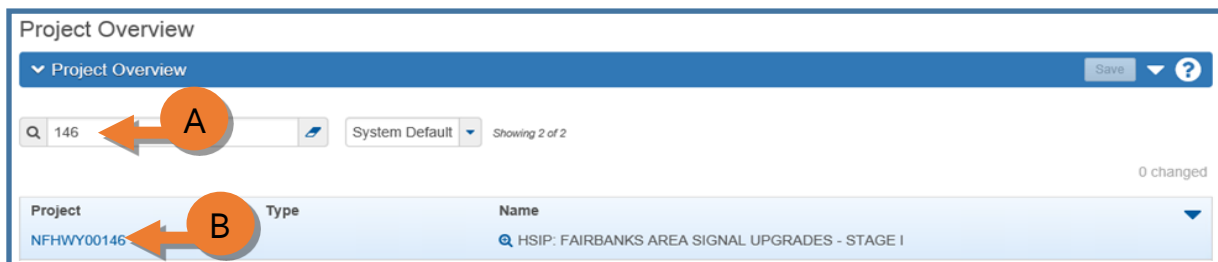 Project Overview
Project Overview Save ?
146 A System Default Showing 2 of 2
0 changed
Project Type Name
NFHWY00146 B HSIP: FAIRBANKS AREA SIGNAL UPGRADES - STAGE I